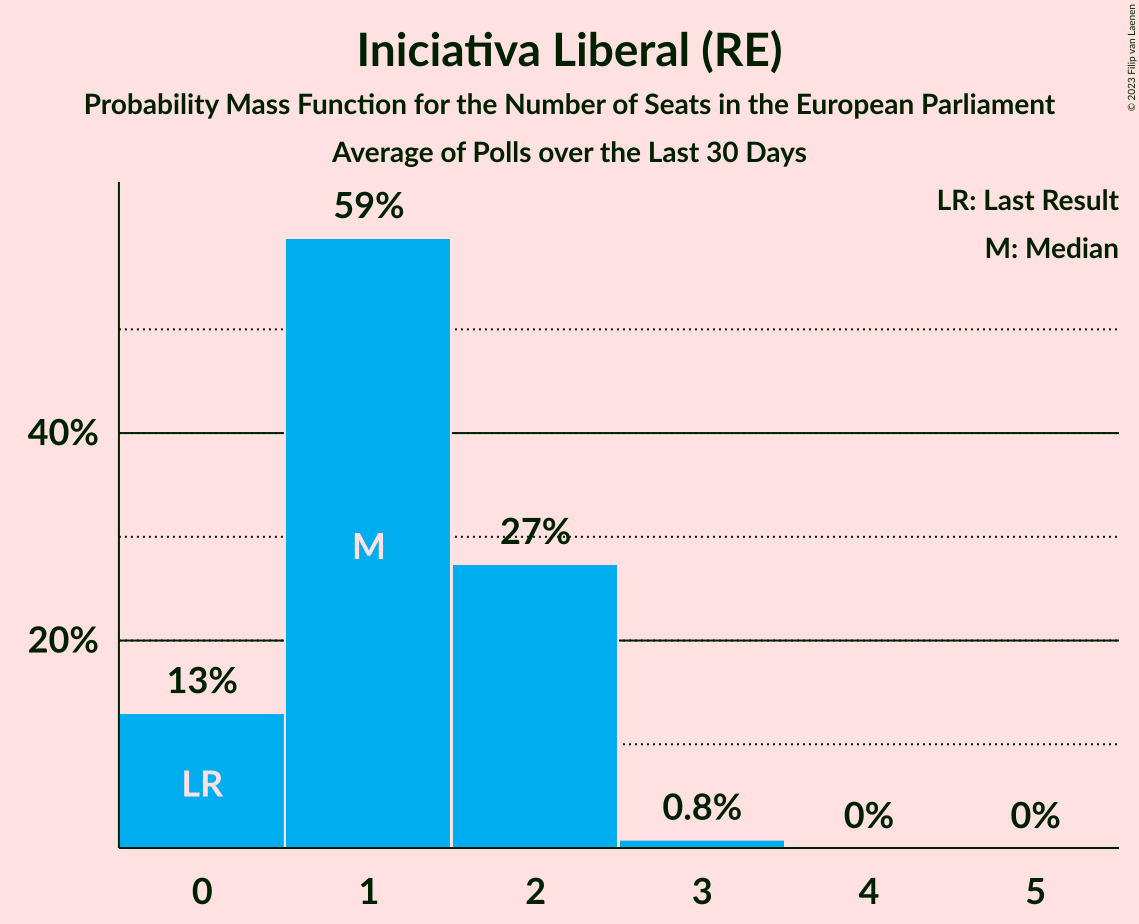 Iniciativa Liberal (RE)
Probability Mass Function for the Number of Seats in the European Parliament
Average of Polls over the Last 30 Days
© 2023 Filip van Laenen
LR: Last Result
M: Median
59%
40%
M
27%
20%
13%
LR
0.8%
0%
0%
0 1 2 3 4 5